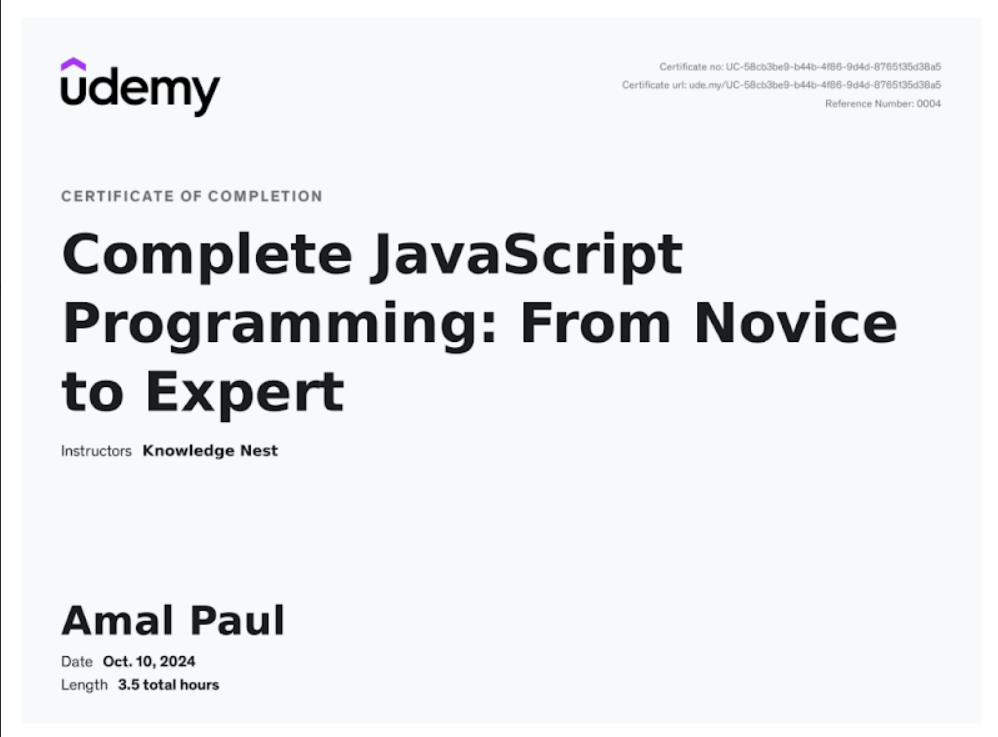 udemy
Certificate no: UC-58cb3be9-b44b-4f86-9d4d-8765135d38a5
Certificate url: ude.my/UC-58cb3be9-b44b-4f86-9d4d-8765135d38a5
Reference Number: 0004
CERTIFICATE OF COMPLETION
Complete JavaScript
Programming: From Novice
to Expert
Instructors Knowledge Nest
Amal Paul
Date Oct. 10, 2024
Length 3.5 total hours